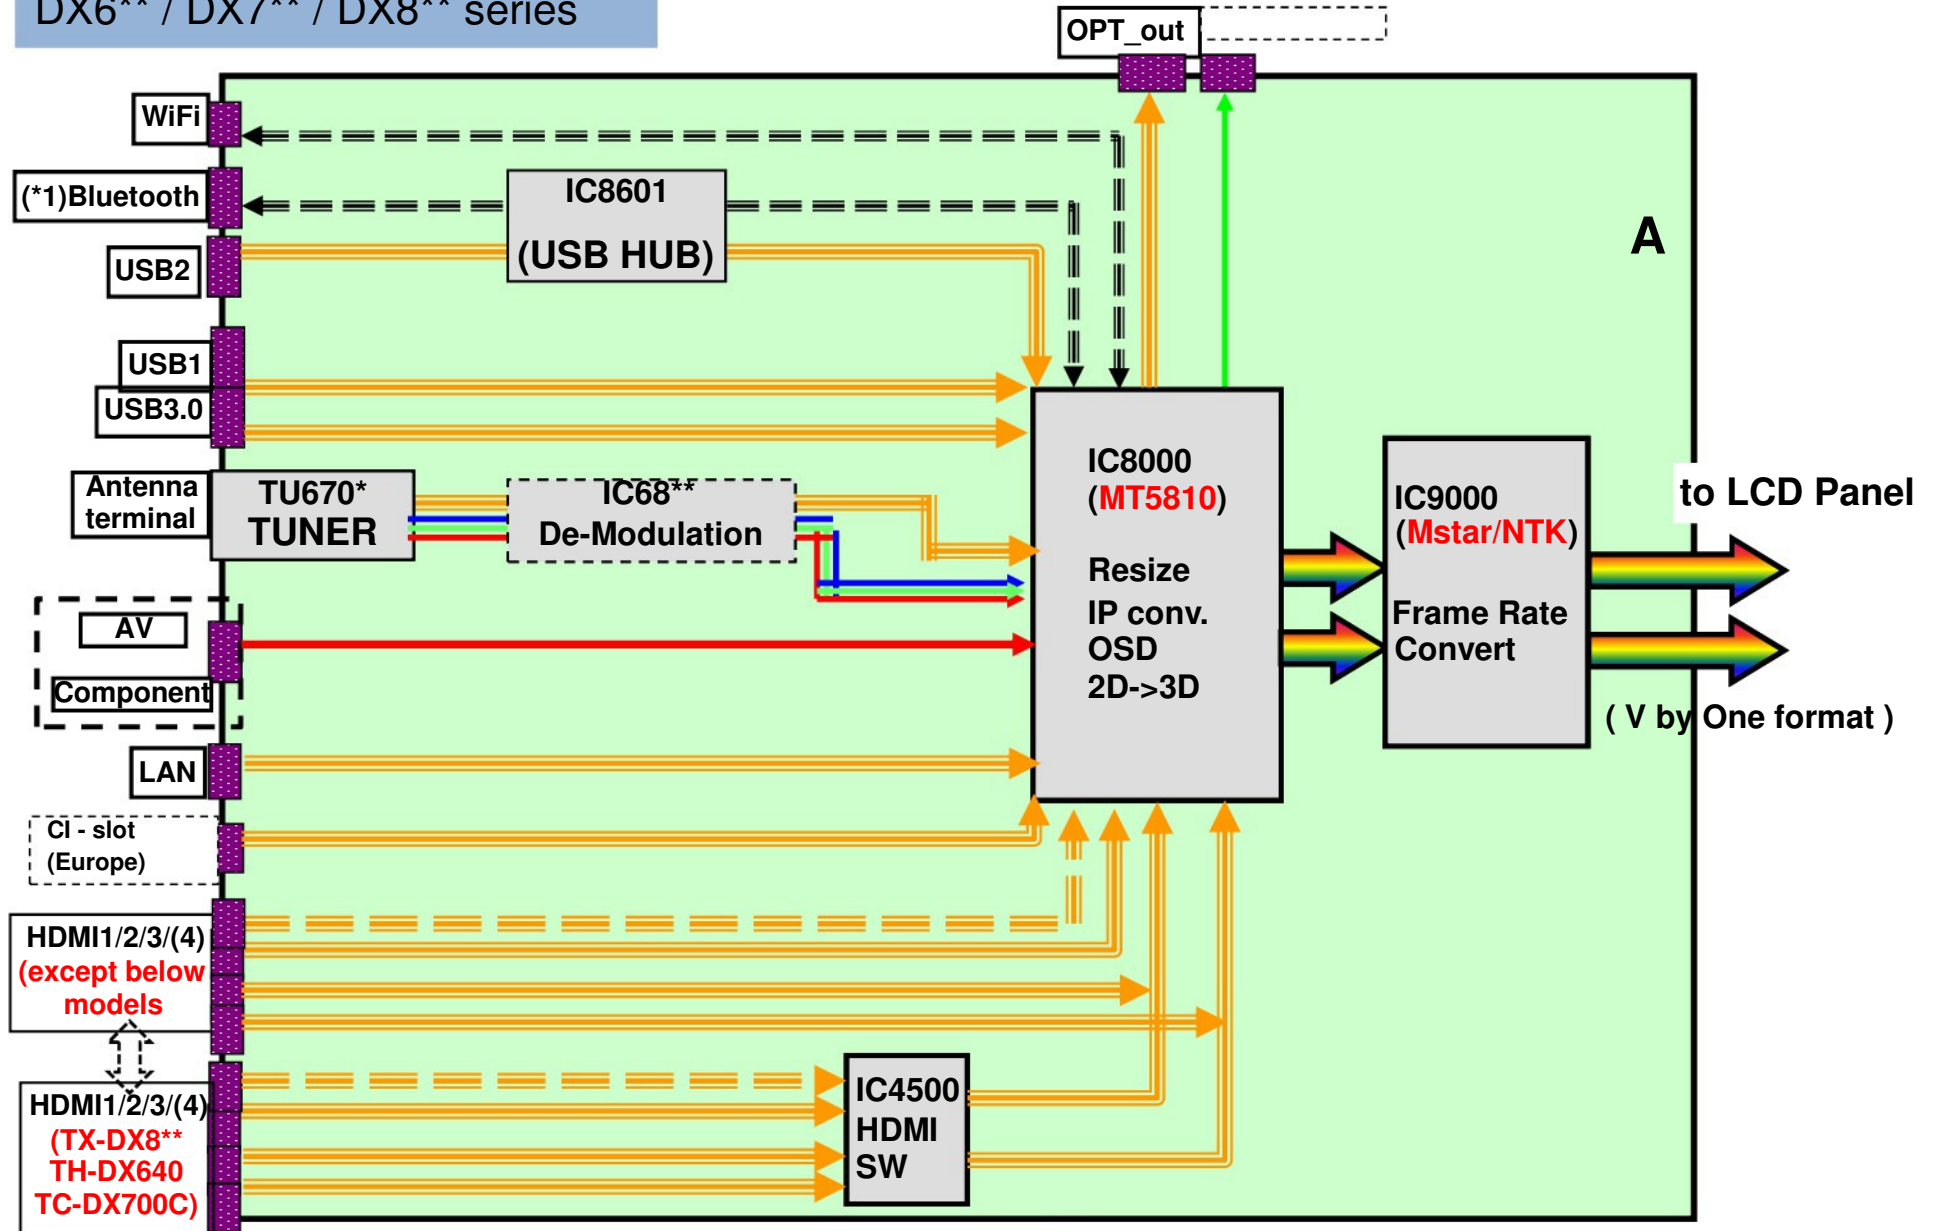 DX6** / DX7** / DX8** series
OPT_out
WiFi
(*1)Bluetooth
IC8601
(USB HUB)
A
USB2
USB1
USB3.0
Antenna
terminal
TU670*
TUNER
IC68**
De-Modulation
IC8000
(MT5810)
Resize
IP conv.
OSD
2D->3D
IC9000
(Mstar/NTK)
Frame Rate
Convert
to LCD Panel
( V by One format )
AV
Component
LAN
CI - slot
(Europe)
HDMI1/2/3/(4)
(except below
models
HDMI1/2/3/(4)
(TX-DX8**
TH-DX640
TC-DX700C)
IC4500
HDMI
SW